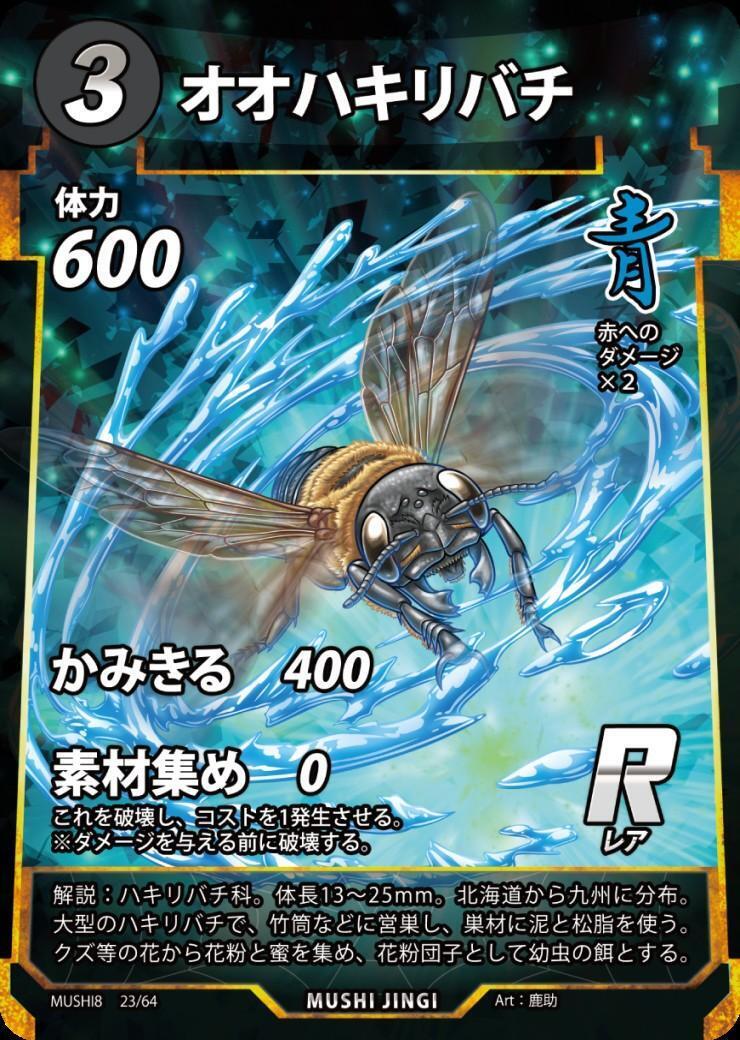 3
オオハキリバチ
体力
600
青
赤への
ダメージ
×2
かみきる 400
素材集め 0
これを破壊し、コストを1発生させる。
※ダメージを与える前に破壊する。
R
レア
解説：ハキリバチ科。体長13〜25mm。北海道から九州に分布。
大型のハキリバチで、竹筒などに営巣し、巣材に泥と松脂を使う。
クズ等の花から花粉と蜜を集め、花粉団子として幼虫の餌とする。
MUSHI8 23/64
MUSHI JINGI
Art：鹿助